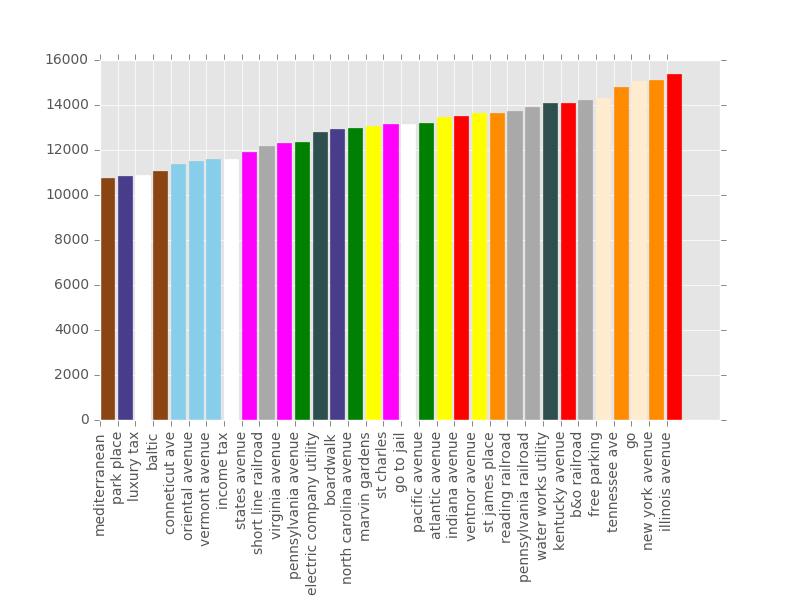 16000
14000
12000
10000
8000
6000
4000
2000
0
mediterranean
park place
luxury tax
baltic
conneticut ave
oriental avenue
vermont avenue
income tax
states avenue
short line railroad
virginia avenue
pennsylvania avenue
electric company utility
boardwalk
north carolina avenue
marvin gardens
st charles
go to jail
pacific avenue
atlantic avenue
indiana avenue
ventnor avenue
st james place
reading railroad
pennsylvania railroad
water works utility
kentucky avenue
b&o railroad
free parking
tennessee ave
go
new york avenue
illinois avenue